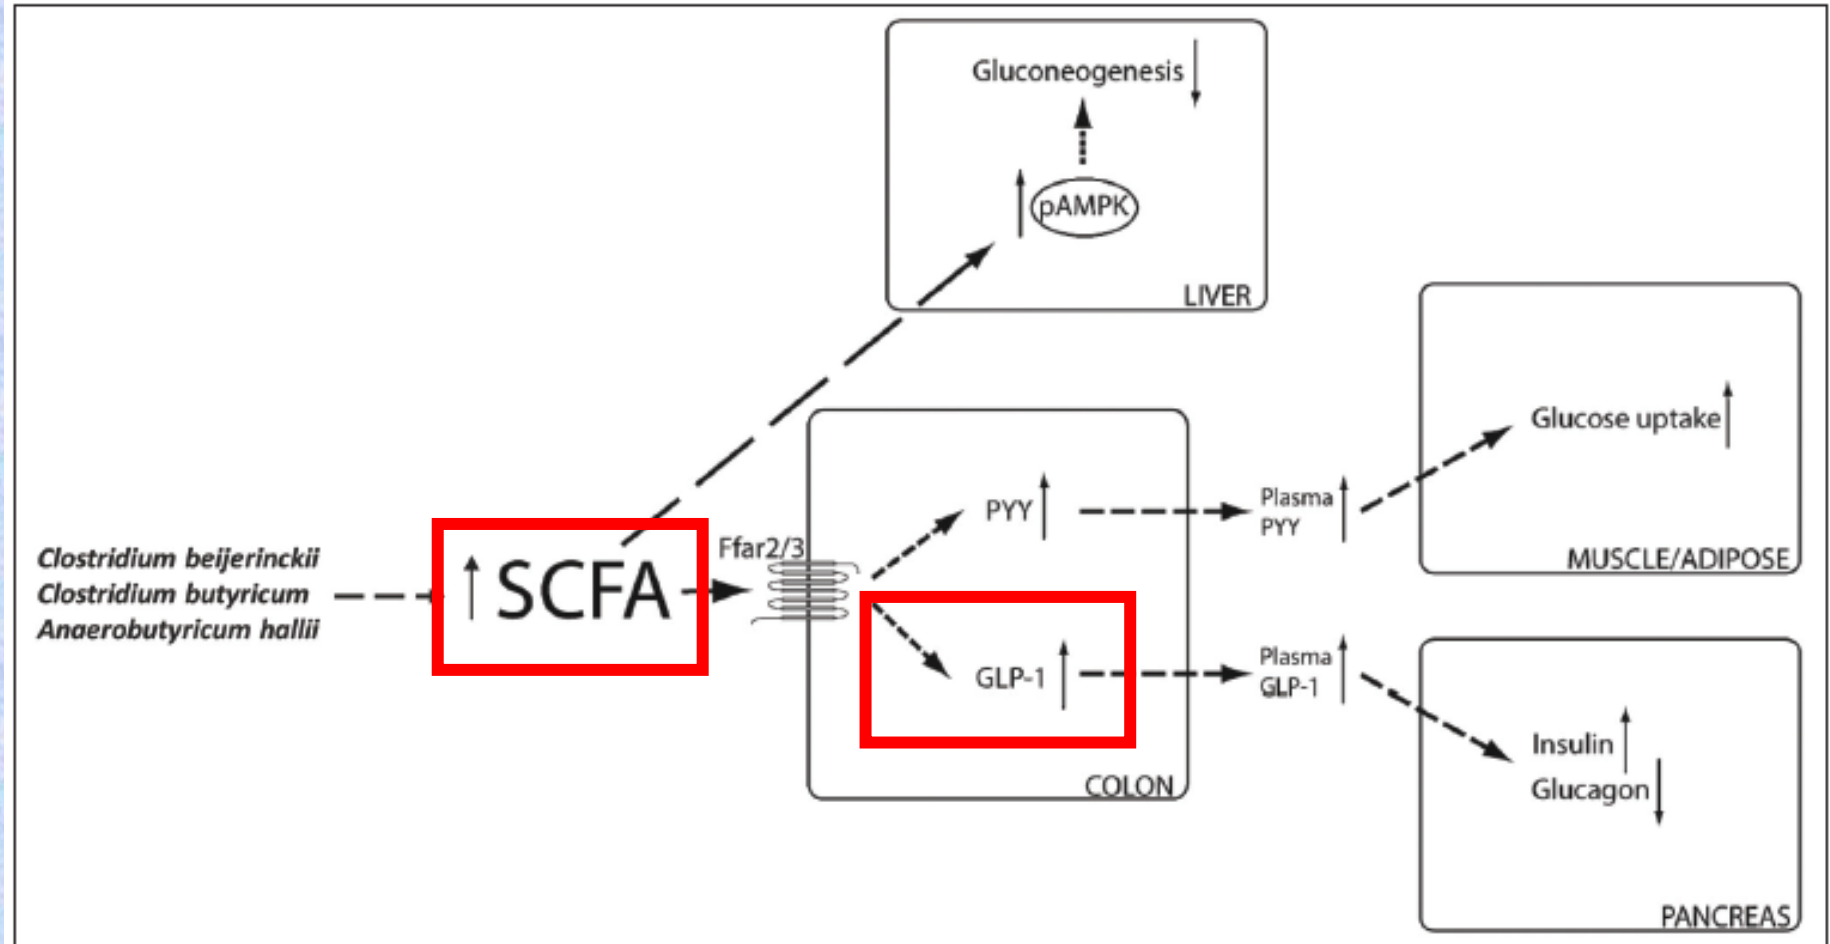 Gluconeogenesis
pAMPK
LIVER
Glucose uptake
MUSCLE/ADIPOSE
Clostridium beijerinckii
Clostridium butyricum
Anaerobutyricum hallii
SCFA
Ffar2/3
PYY
GLP-1
COLON
Plasma
PYY
Plasma
GLP-1
Insulin
Glucagon
PANCREAS